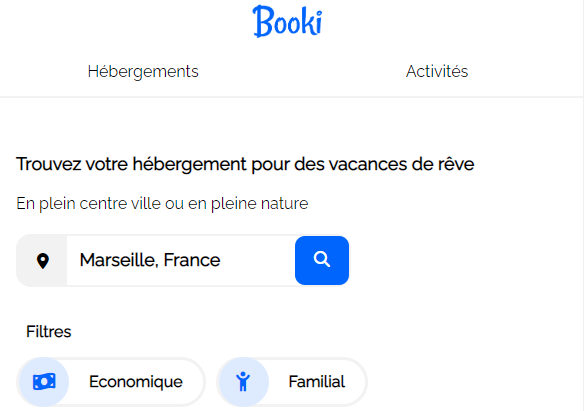 Booki
Hébergements Activités
Trouvez votre hébergement pour des vacances de rêve
En plein centre ville ou en pleine nature
Marseille, France
Filtres
Economique Familial